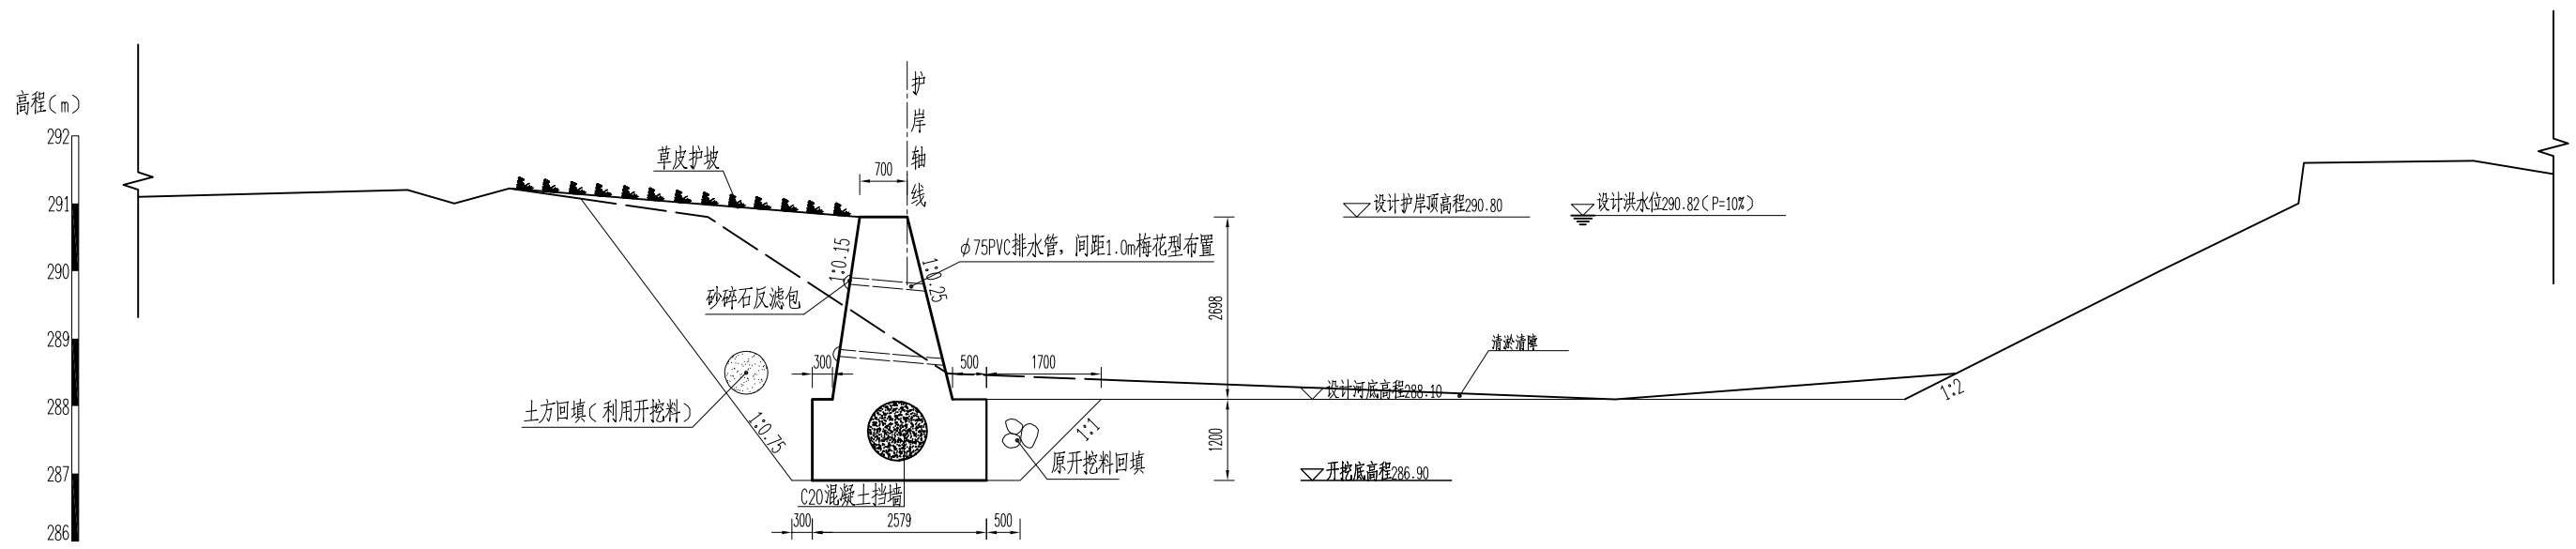 高程(m)
292
291
290
289
288
287
286
草皮护坡
700
护岸轴线
设计护岸顶高程290.80
设计洪水位290.82(P=10%)
1:0.15
1:0.25
φ75PVC排水管，间距1.0m梅花型布置
砂碎石反滤包
2698
300
500
1700
清淤清障
设计河底高程288.10
1:2
土方回填(利用开挖料)
1:0.75
1:1
1200
原开挖料回填
开挖底高程286.90
C20混凝土挡墙
300
2579
500